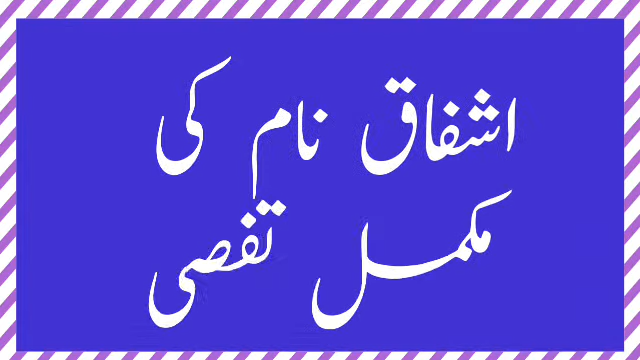 اشفاق نام کی
مکمل تفصی